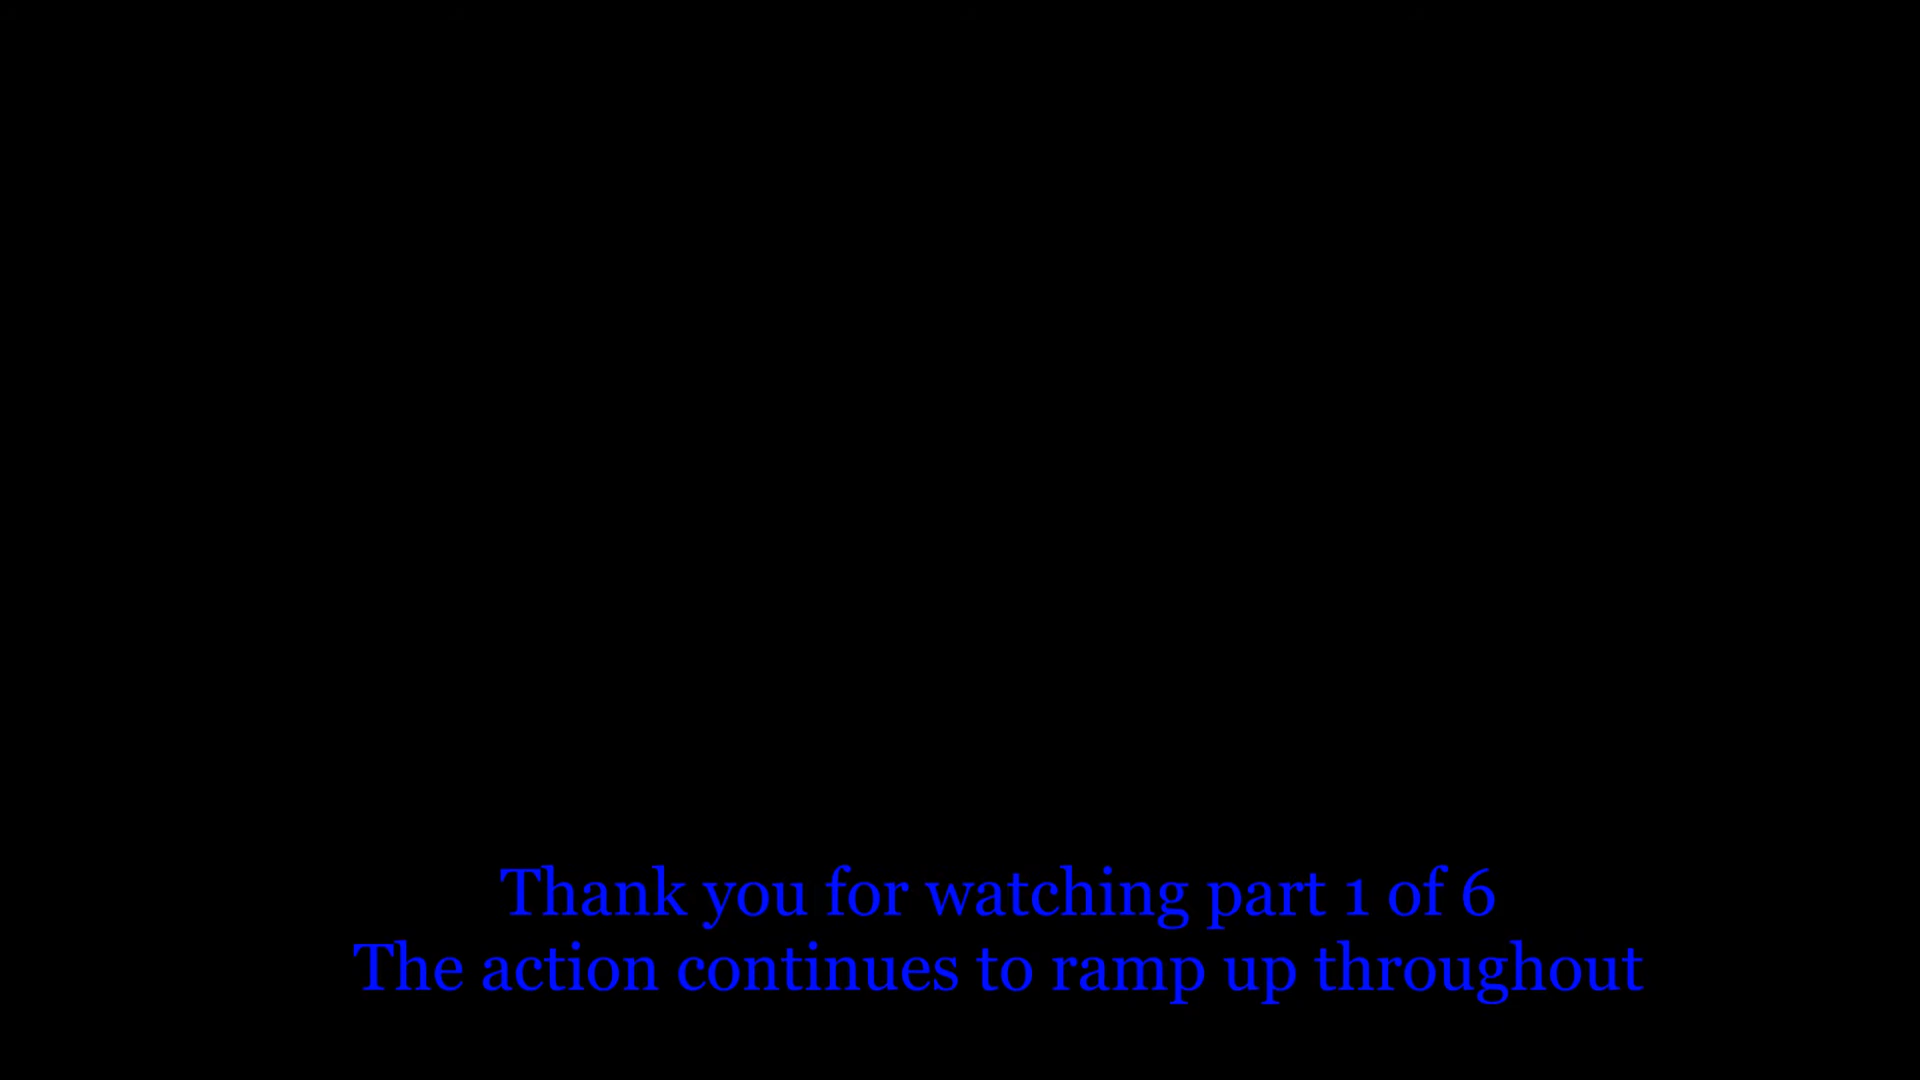 Thank you for watching part 1 of 6
The action continues to ramp up throughout